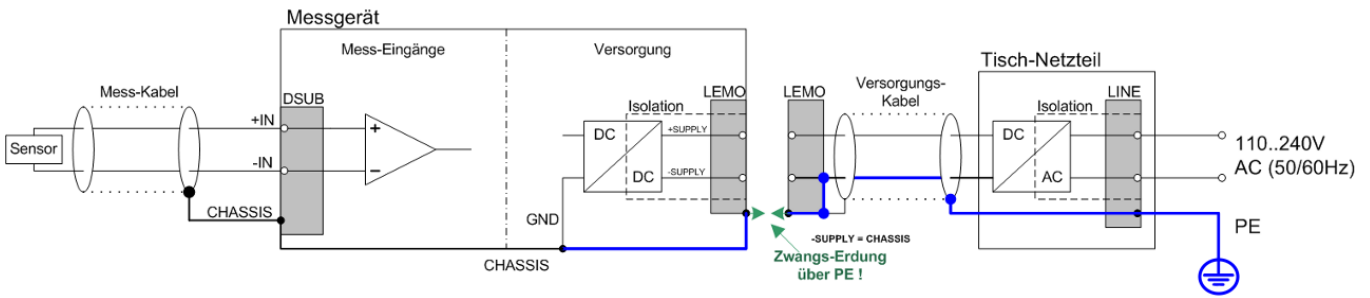 Messgerät
Mess-Eingänge
Versorgung
Tisch-Netzteil
Mess-Kabel
DSUB
LEMO
LEMO
Versorgungs-
Kabel
LINE
Isolation
Isolation
+IN
+
DC
+SUPPLY
DC
Sensor
110..240V
AC (50/60Hz)
-IN
–
DC
-SUPPLY
AC
CHASSIS
GND
PE
-SUPPLY = CHASSIS
Zwangs-Erdung
über PE !
CHASSIS